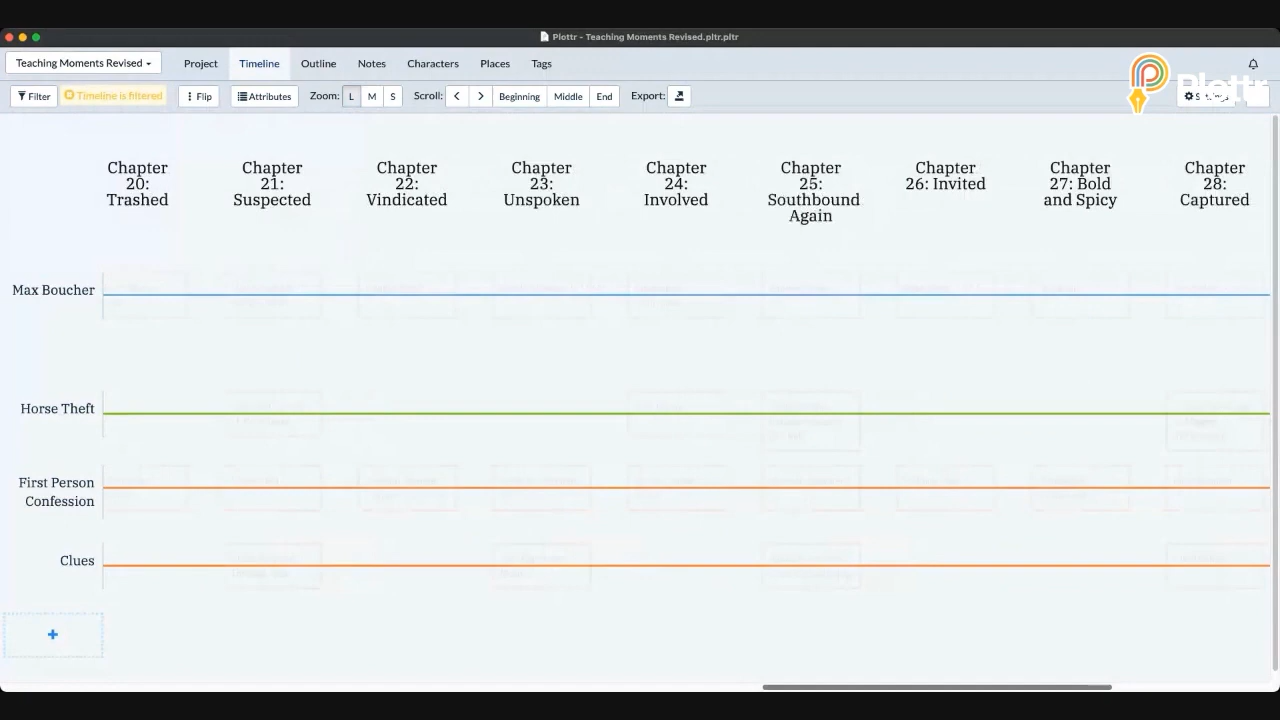 Plottr - Teaching Moments Revised.pltr.pltr
Teaching Moments Revised
Project
Timeline
Outline
Notes
Characters
Places
Tags
Filter
Timeline is filtered
Flip
Attributes
Zoom:
L
M
S
Scroll:
Beginning
Middle
End
Export:
Plottr
Chapter
20:
Trashed
Chapter
21:
Suspected
Chapter
22:
Vindicated
Chapter
23:
Unspoken
Chapter
24:
Involved
Chapter
25:
Southbound
Again
Chapter
26: Invited
Chapter
27: Bold
and Spicy
Chapter
28:
Captured
Max Boucher
Horse Theft
First Person
Confession
Clues